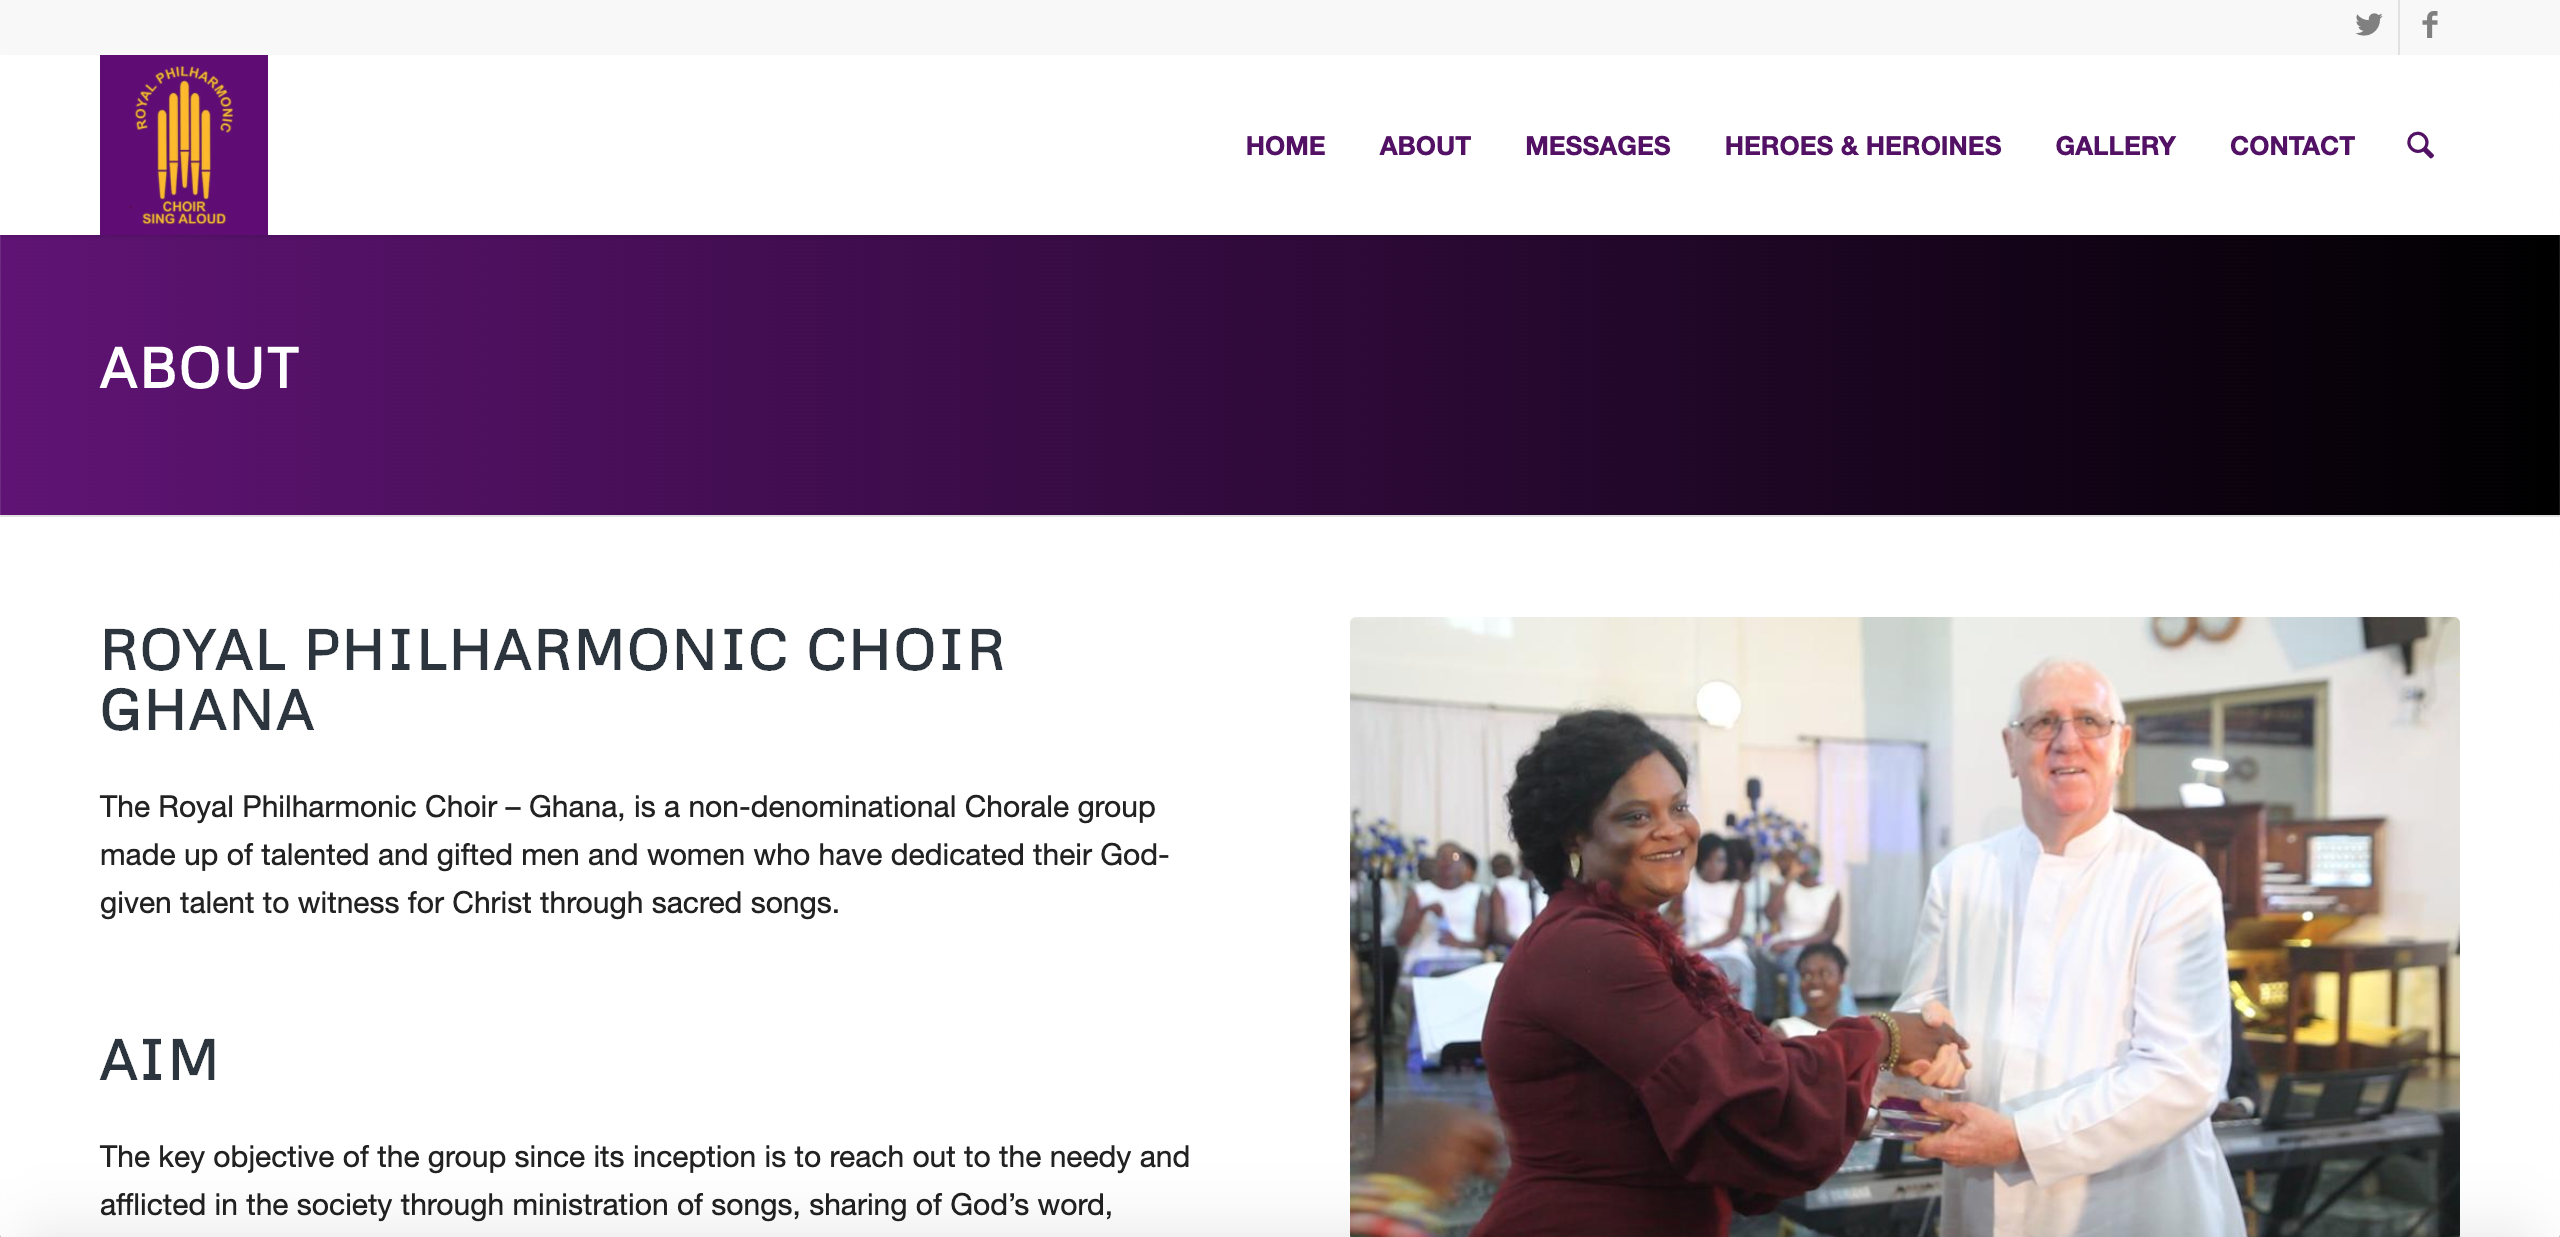 ROYAL PHILHARMONIC
CHOIR
SING ALOUD
HOME ABOUT MESSAGES HEROES & HEROINES GALLERY CONTACT
ABOUT
ROYAL PHILHARMONIC CHOIR
GHANA
The Royal Philharmonic Choir – Ghana, is a non-denominational Chorale group
made up of talented and gifted men and women who have dedicated their God-
given talent to witness for Christ through sacred songs.
AIM
The key objective of the group since its inception is to reach out to the needy and
afflicted in the society through ministration of songs, sharing of God’s word,
YAMAHA